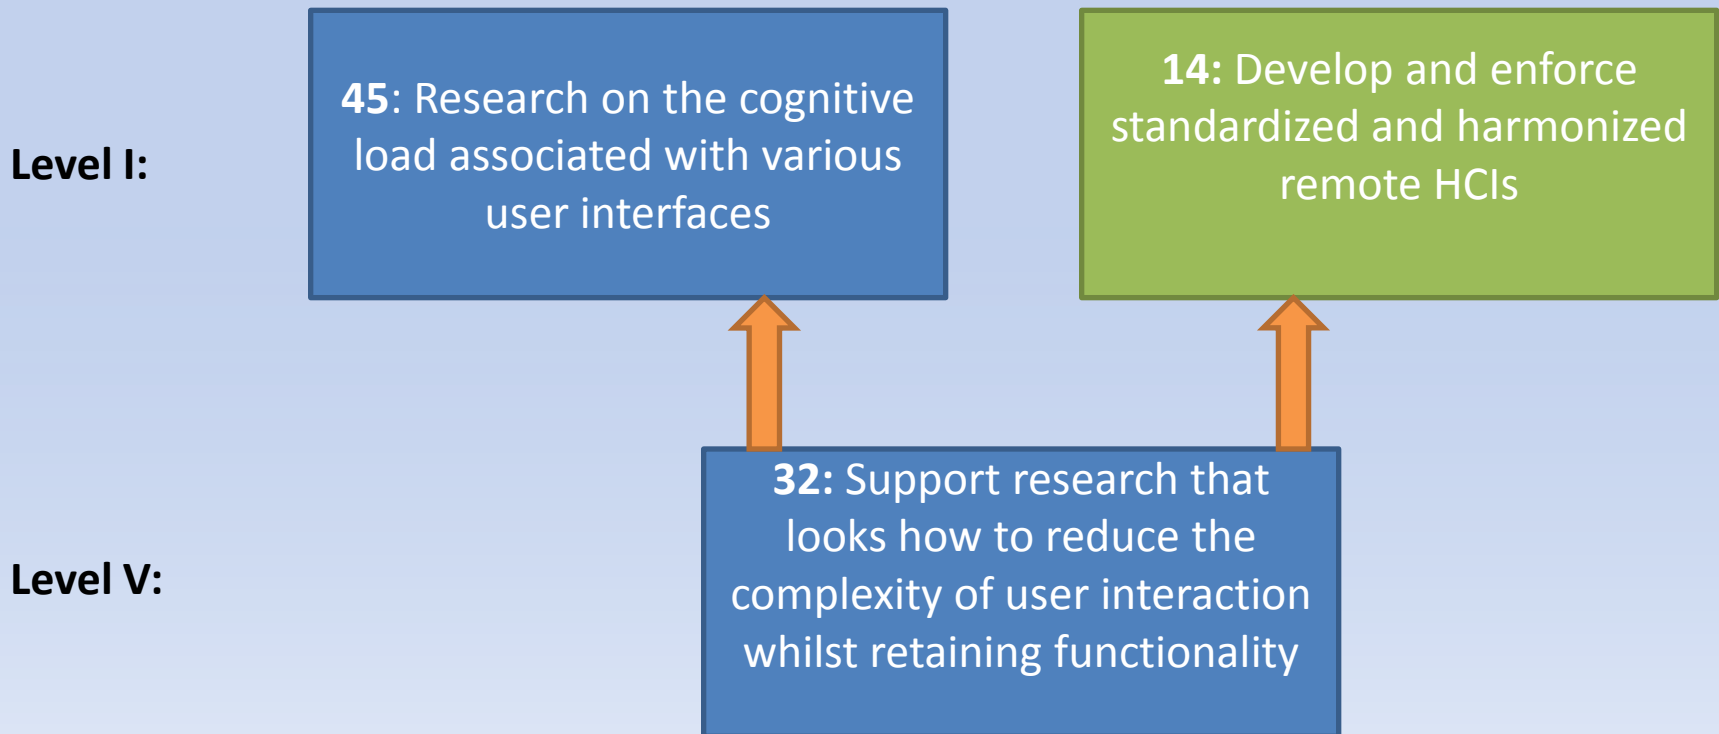 Level I:
45: Research on the cognitive
load associated with various
user interfaces
14: Develop and enforce
standardized and harmonized
remote HCIs
Level V:
32: Support research that
looks how to reduce the
complexity of user interaction
whilst retaining functionality